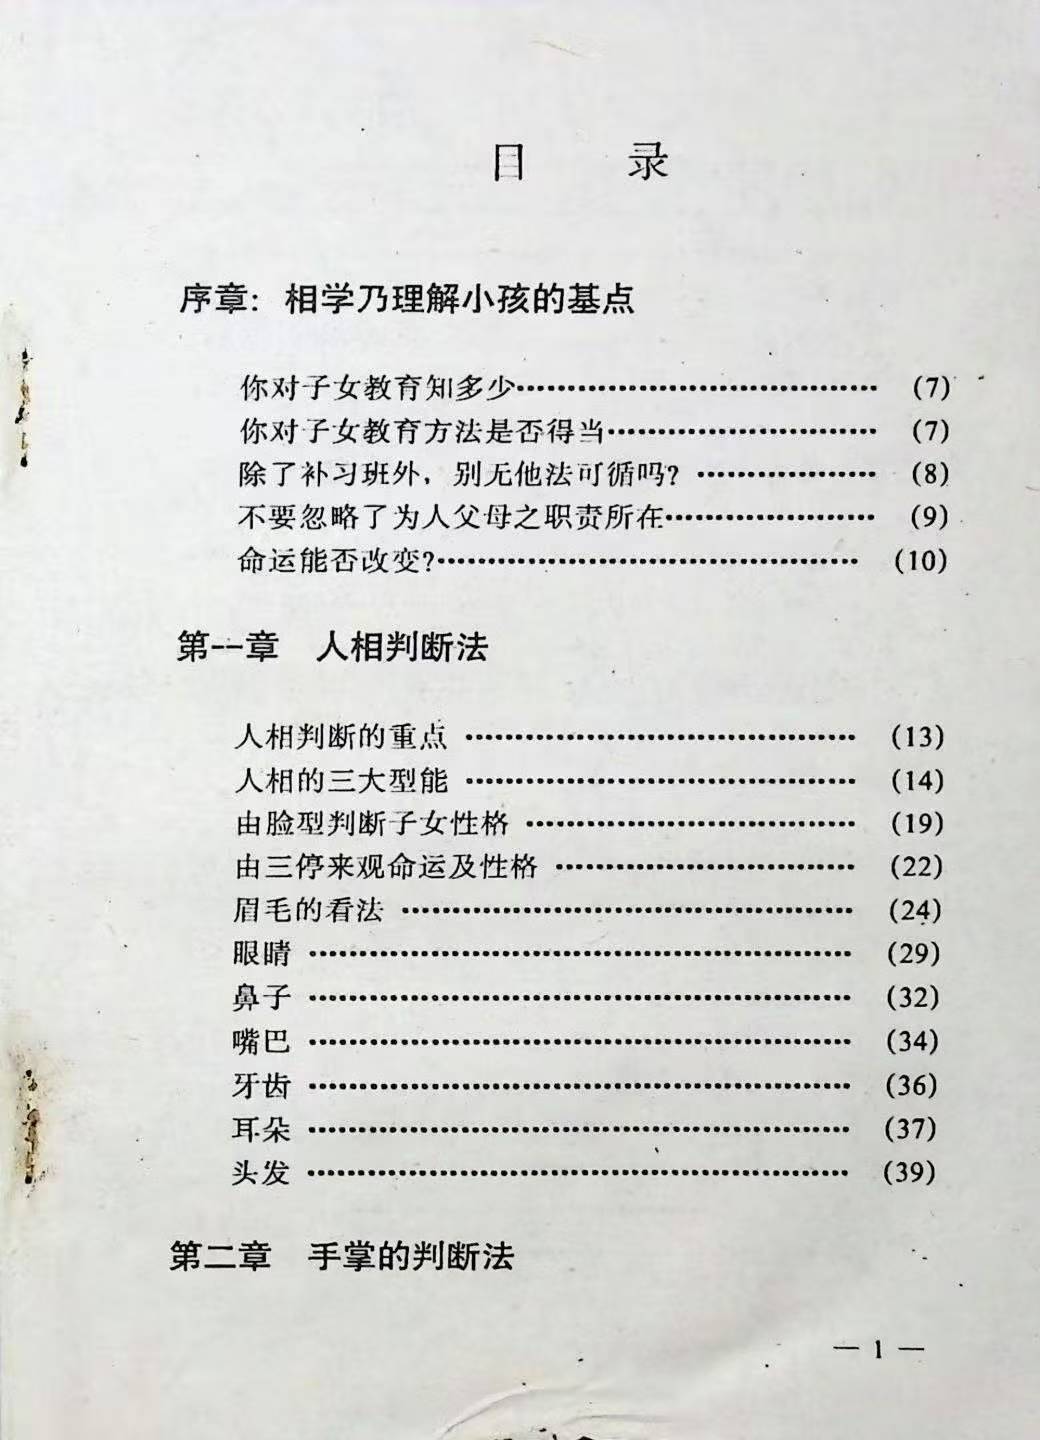 目 录
序章：相学乃理解小孩的基点
你对子女教育知多少…………………………………（7）
你对子女教育方法是否得当…………………………（7）
除了补习班外，别无他法可循吗？………………（8）
不要忽略了为人父母之职责所在……………………（9）
命运能否改变？………………………………………（10）
第一章 人相判断法
人相判断的重点……………………………………（13）
人相的三大型能……………………………………（14）
由脸型判断子女性格………………………………（19）
由三停来观命运及性格……………………………（22）
眉毛的看法…………………………………………（24）
眼睛…………………………………………………（29）
鼻子…………………………………………………（32）
嘴巴…………………………………………………（34）
牙齿…………………………………………………（36）
耳朵…………………………………………………（37）
头发…………………………………………………（39）
第二章 手掌的判断法
— 1 —